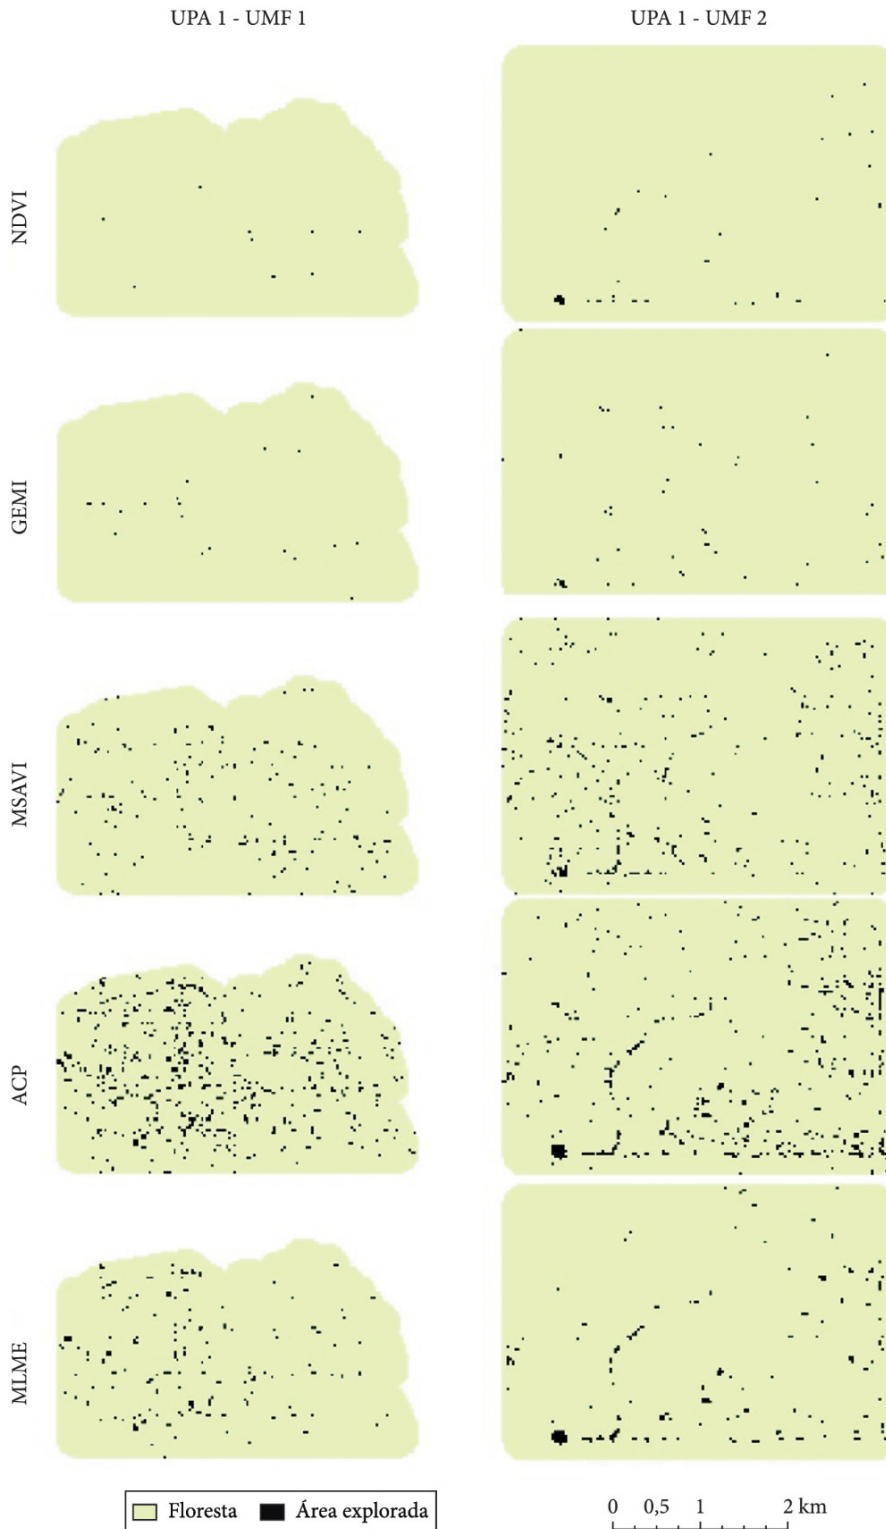 UPA 1 - UMF 1
UPA 1 - UMF 2
NDVI
GEMI
MSAVI
ACP
MLME
Floresta
Área explorada
0 0,5 1 2 km